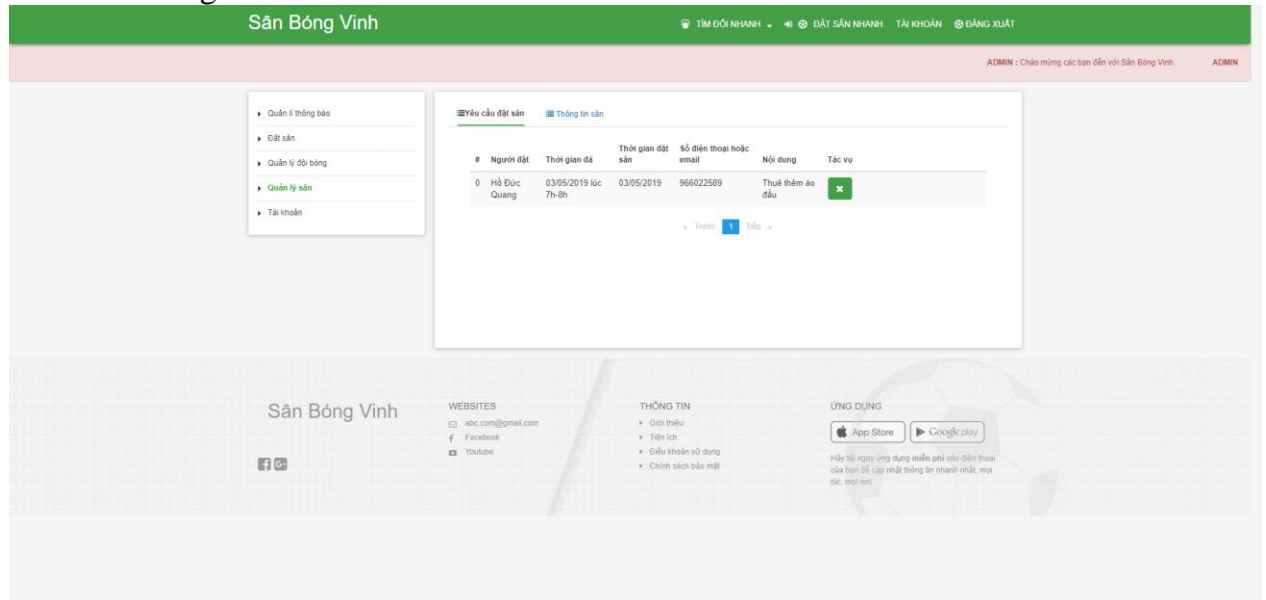 Sân Bóng Vinh
TÌM ĐỐI NHANH ĐẶT SÂN NHANH TÀI KHOẢN ĐĂNG XUẤT
ADMIN : Chào mừng các bạn đến với Sân Bóng Vinh ADMIN
Quản lí thông báo
Đặt sân
Quản lý đội bóng
Quản lý sân
Tài khoản
Yêu cầu đặt sân Thông tin sân
Thời gian đặt Số điện thoại hoặc
# Người đặt Thời gian đá sân email Nội dung Tác vụ
0 Hồ Đức 03/05/2019 lúc 03/05/2019 966022589 Thuê thêm áo
Quang 7h-8h đấu
« Trước 1 Tiếp »
Sân Bóng Vinh
WEBSITES
abc.com@gmail.com
Facebook
Youtube
THÔNG TIN
Giới thiệu
Tiện ích
Điều khoản sử dụng
Chính sách bảo mật
ỨNG DỤNG
App Store Google play
Hãy tải ngay ứng dụng miễn phí vào điện thoại
của bạn để cập nhật thông tin nhanh nhất, mọi
lúc, mọi nơi